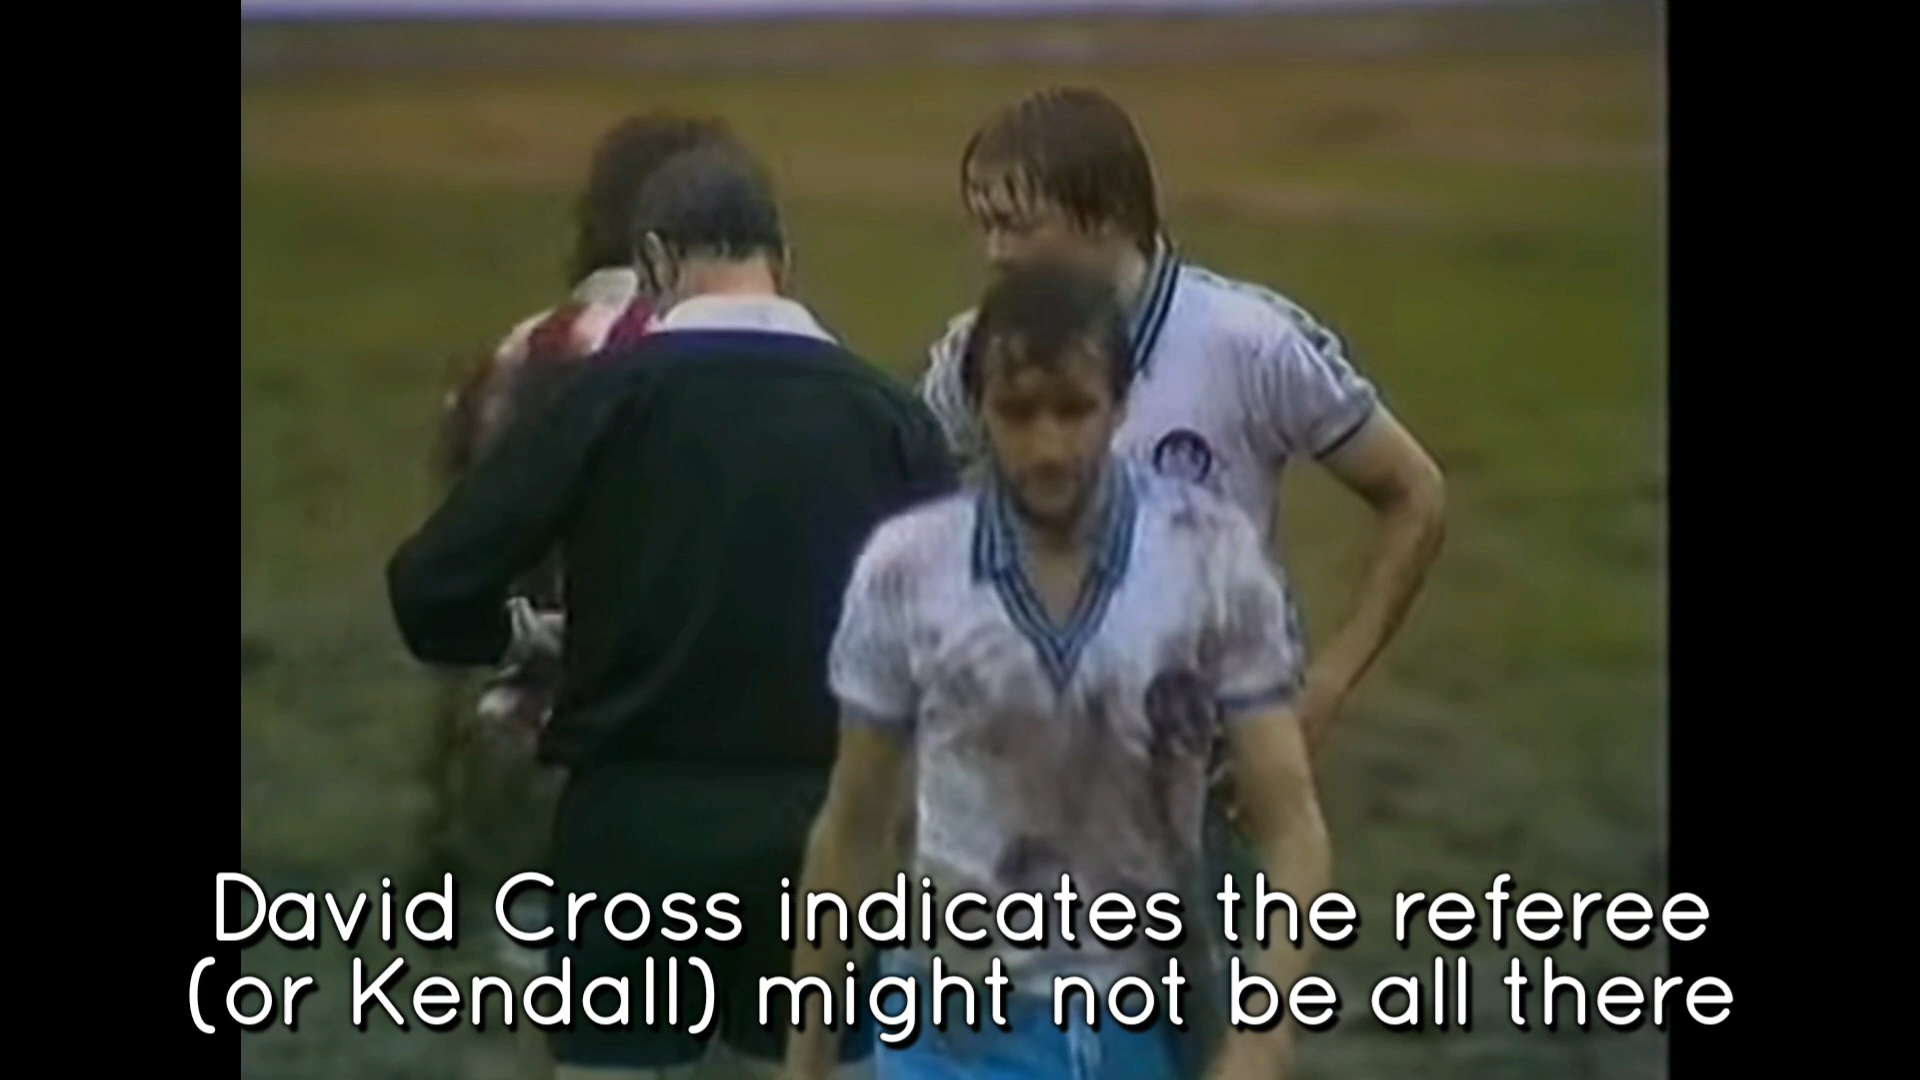 David Cross indicates the referee
(or Kendall) might not be all there